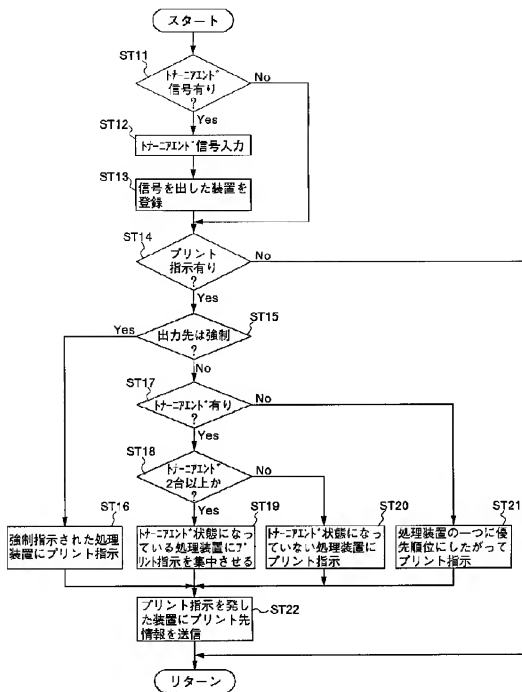 スタート
ST11
トナーニアエンド
信号有り
?
No
Yes
ST12
トナーニアエンド信号入力
ST13
信号を出した装置を
登録
ST14
プリント
指示有り
?
No
Yes
ST15
出力先は強制
?
Yes
No
ST17
トナーニアエンド有り
?
No
Yes
ST18
トナーニアエンド
2台以上か
?
No
Yes
ST16
強制指示された処理
装置にプリント指示
ST19
トナーニアエンド状態になっ
ている処理装置にプ
リント指示を集中させる
ST20
トナーニアエンド状態になっ
ていない処理装置に
プリント指示
ST21
処理装置の一つに優
先順位にしたがって
プリント指示
ST22
プリント指示を発し
た装置にプリント先
情報を送信
リターン